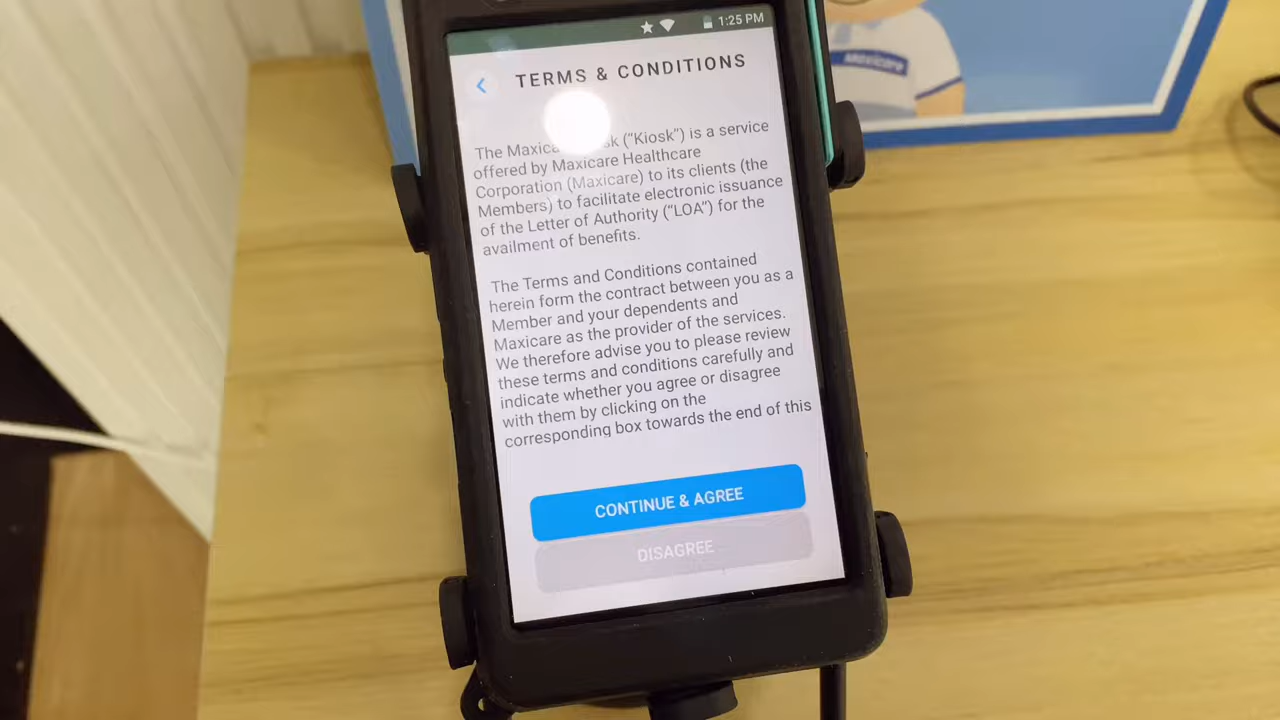 1:25 PM
TERMS & CONDITIONS
The Maxica sk ("Kiosk") is a service
offered by Maxicare Healthcare
Corporation (Maxicare) to its clients (the
Members) to facilitate electronic issuance
of the Letter of Authority ("LOA") for the
availment of benefits.
The Terms and Conditions contained
herein form the contract between you as a
Member and your dependents and
Maxicare as the provider of the services.
We therefore advise you to please review
these terms and conditions carefully and
indicate whether you agree or disagree
with them by clicking on the
corresponding box towards the end of this
CONTINUE & AGREE
DISAGREE
Maxicare